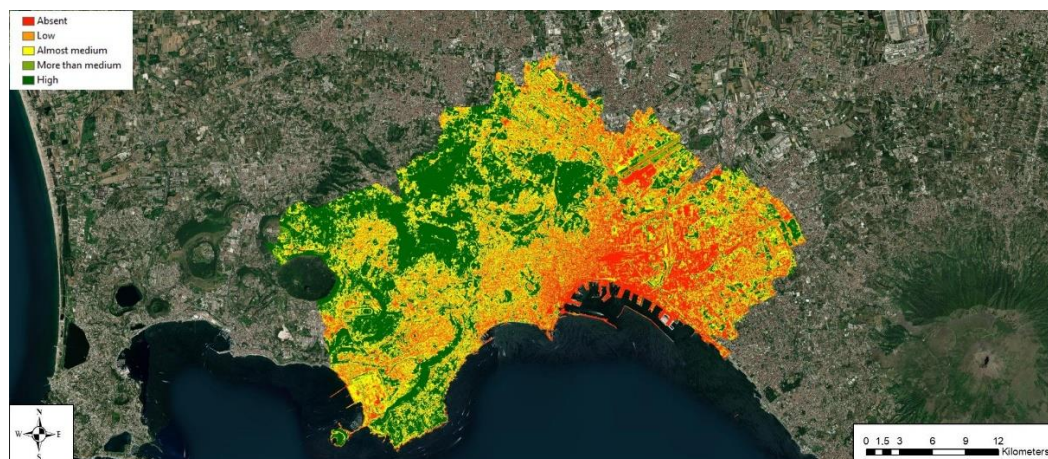 Absent
Low
Almost medium
More than medium
High
N
W E
S
0 1.5 3 6 9 12
Kilometers